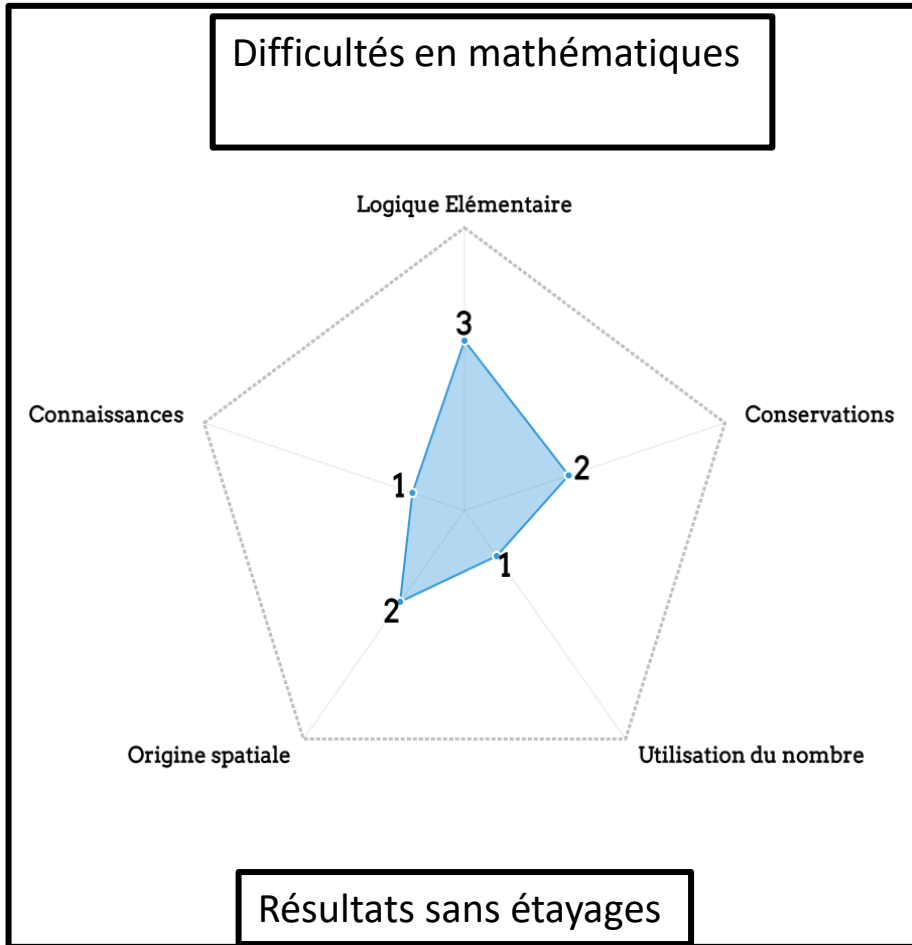 Difficultés en mathématiques
Logique Elémentaire
3
Connaissances
Conservations
1
2
1
2
Origine spatiale
Utilisation du nombre
Résultats sans étayages